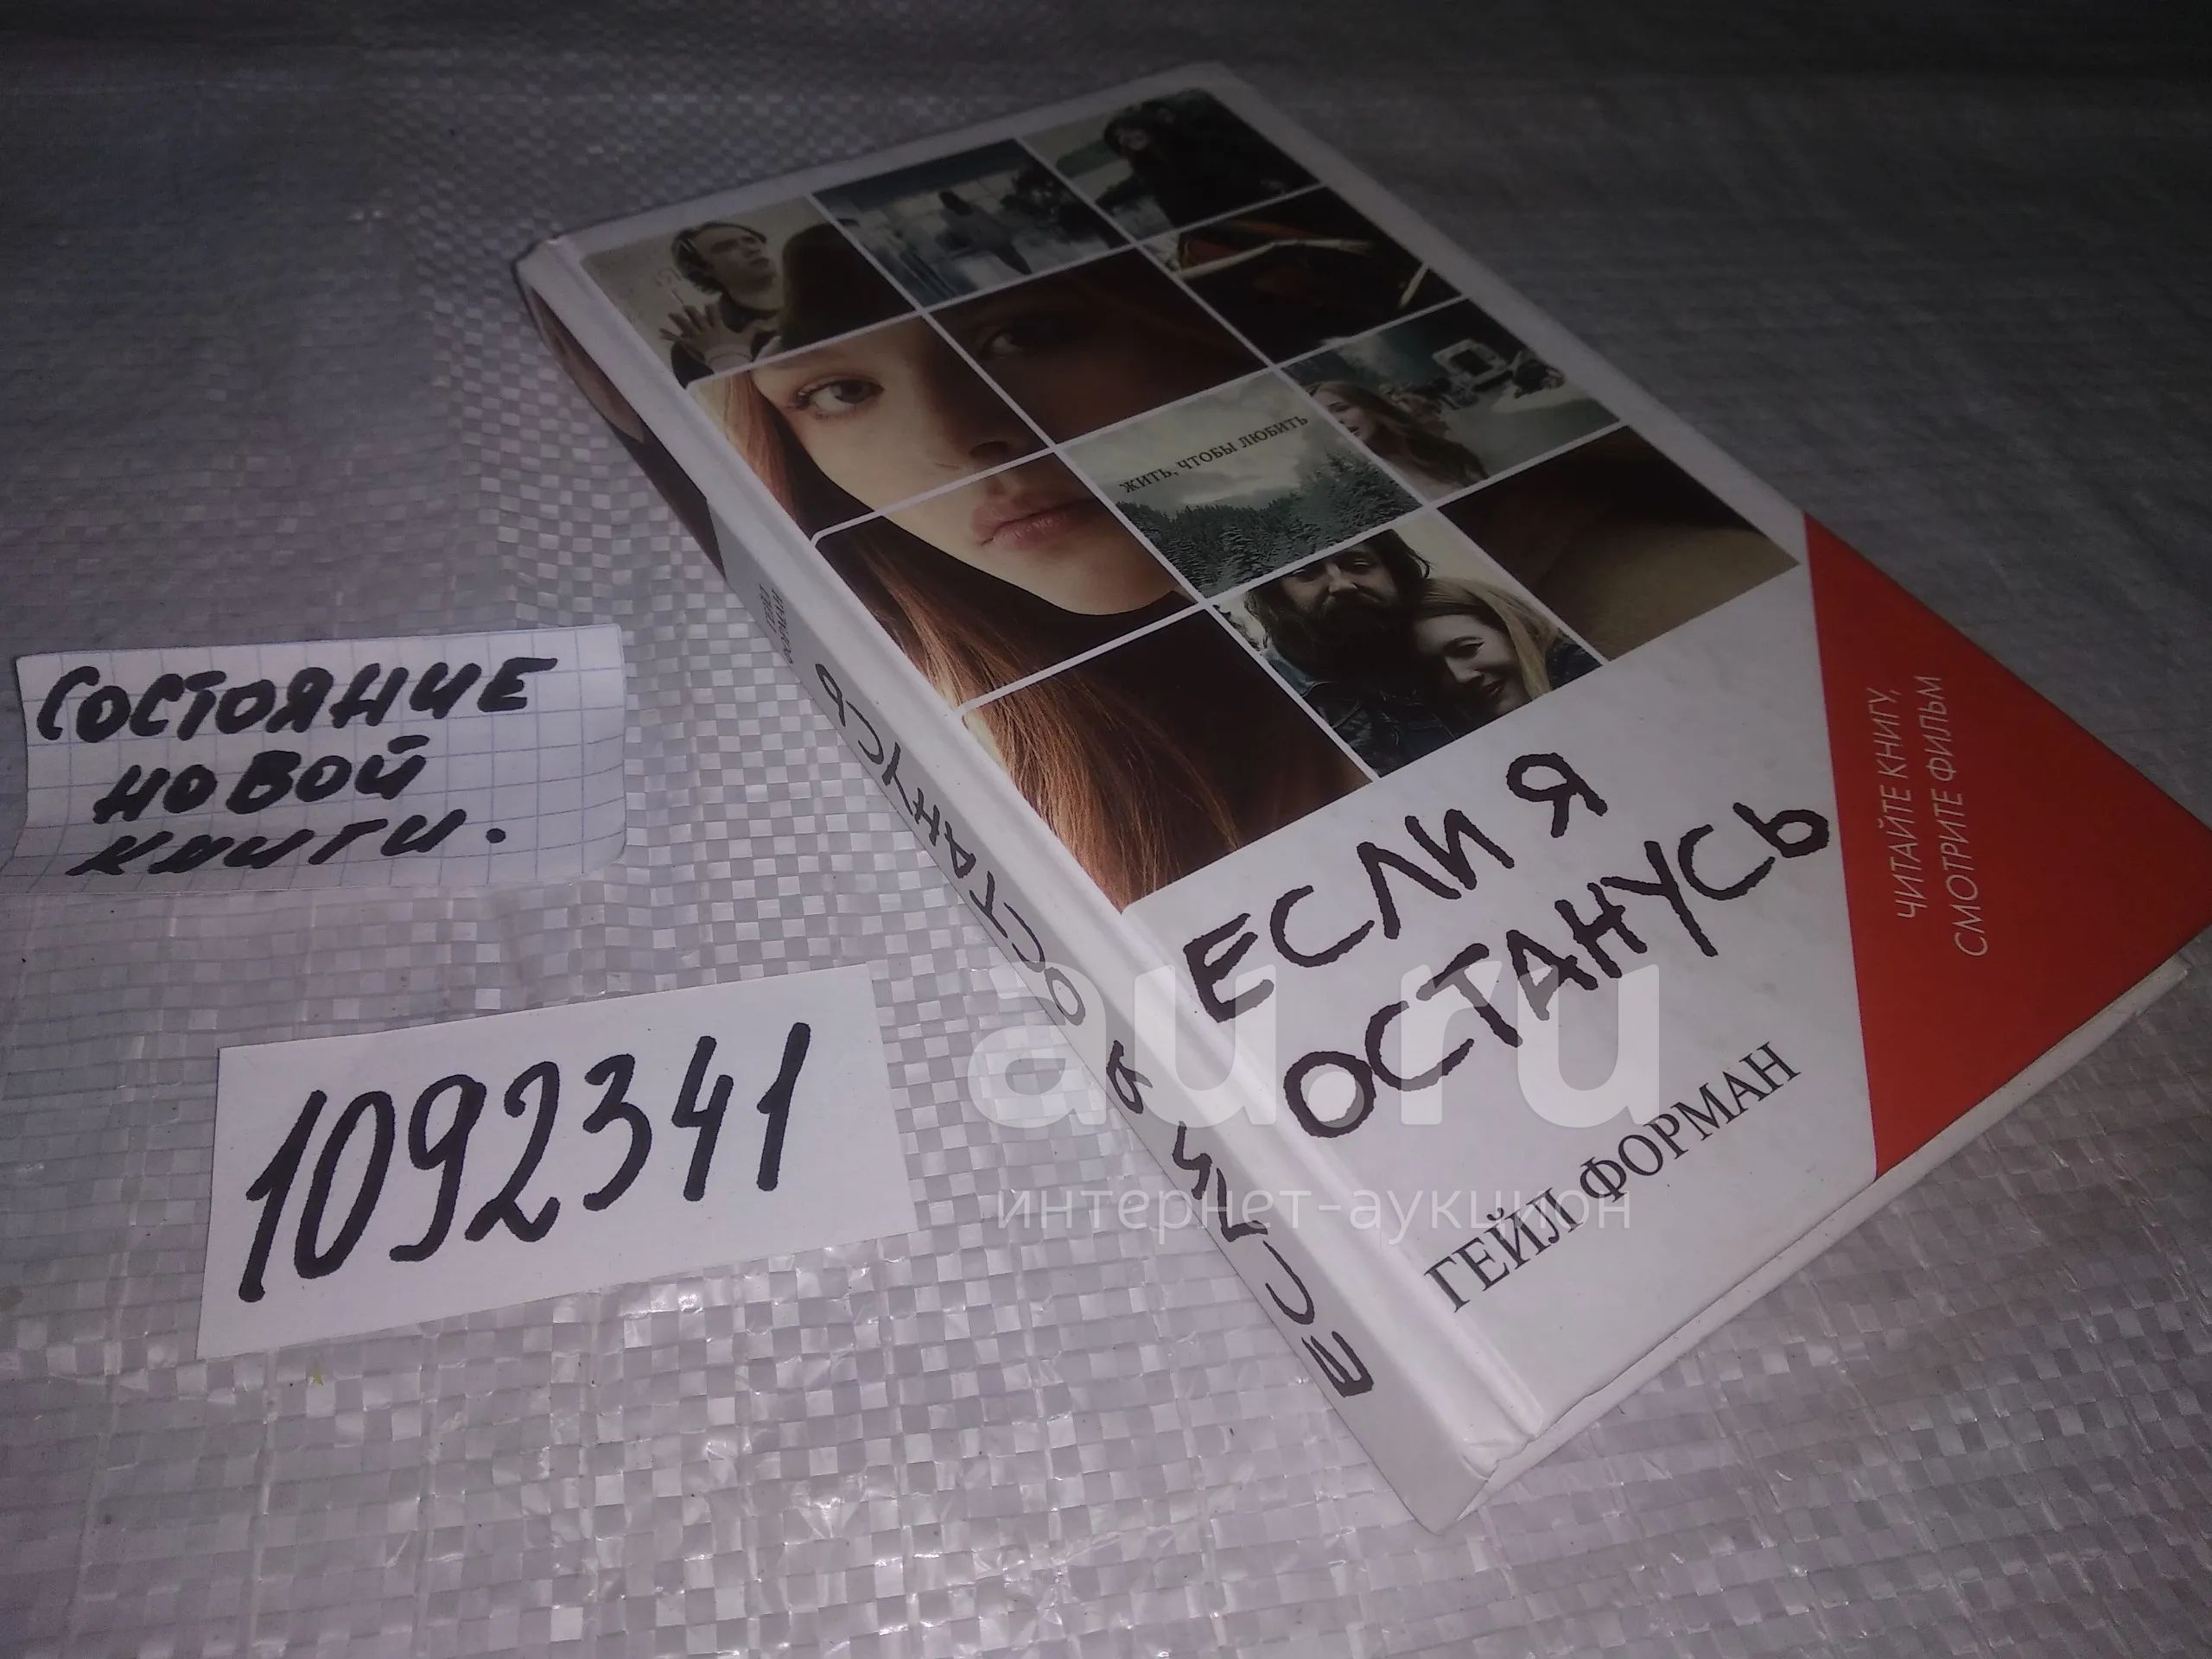 СОСТОЯНИЕ
НОВОЙ
КНИГИ.
1092341
ЖИТЬ, ЧТОБЫ ЛЮБИТЬ
ЕСЛИ Я
ОСТАНУСЬ
ГЕЙЛ ФОРМАН
ЧИТАЙТЕ КНИГУ,
СМОТРИТЕ ФИЛЬМ
ГЕЙЛ
ФОРМАН
ЕСЛИ Я ОСТАНУСЬ
au.ru
интернет-аукцион